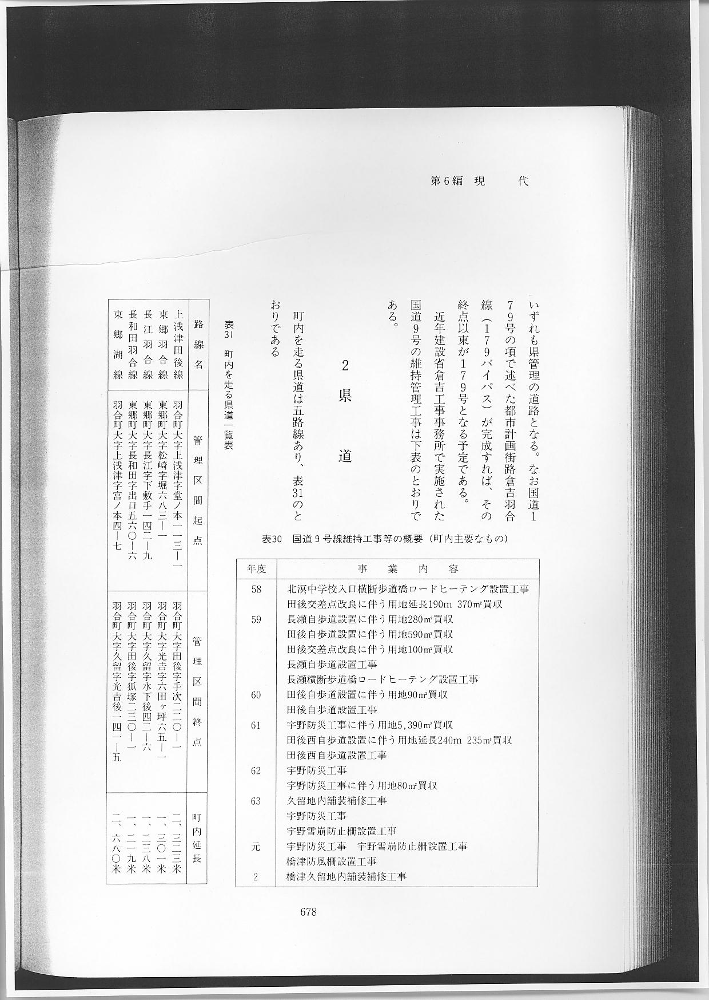 第6編 現 代
いずれも県管理の道路となる。なお国道1
79号の項で述べた都市計画街路倉吉羽合
線（179バイパス）が完成すれば、その
終点以東が179号となる予定である。
近年建設省倉吉工事事務所で実施された
国道9号の維持管理工事は下表のとおりで
ある。
2 県 道
町内を走る県道は五路線あり、表31のと
おりである
表30 国道9号線維持工事等の概要（町内主要なもの）
年度 事業内容
58 北溟中学校入口横断歩道橋ロードヒーテング設置工事
田後交差点改良に伴う用地延長190m 370㎡買収
59 長瀬自歩道設置に伴う用地280㎡買収
田後自歩道設置に伴う用地590㎡買収
田後交差点改良に伴う用地100㎡買収
長瀬自歩道設置工事
長瀬横断歩道橋ロードヒーテング設置工事
60 田後自歩道設置に伴う用地90㎡買収
田後自歩道設置工事
61 宇野防災工事に伴う用地5,390㎡買収
田後西自歩道設置に伴う用地延長240m 235㎡買収
田後西自歩道設置工事
62 宇野防災工事
宇野防災工事に伴う用地80㎡買収
63 久留地内舗装補修工事
宇野防災工事
宇野雪崩防止柵設置工事
元 宇野防災工事 宇野雪崩防止柵設置工事
橋津防風柵設置工事
2 橋津久留地内舗装補修工事
表31 町内を走る県道一覧表
路線名 管理区間起点 管理区間終点 町内延長
上浅津田後線 羽合町大字上浅津字堂ノ本一一三―一 羽合町大字田後字手次二二〇―一 二、三二三米
東郷羽合線 東郷町大字松崎字堀六八三―一 羽合町大字光吉字六田ヶ坪六五―一 一、三〇一米
長江羽合線 東郷町大字長江字下敷手一四二―九 羽合町大字久留字水下後四二―六 一、二三八米
長和田羽合線 東郷町大字長和田字出口五六〇―六 羽合町大字田後字狐塚二三〇―一 一、二一九米
東郷湖線 羽合町大字上浅津字宮ノ本四―七 羽合町大字久留字光吉後一四一―五 二、六八〇米
678